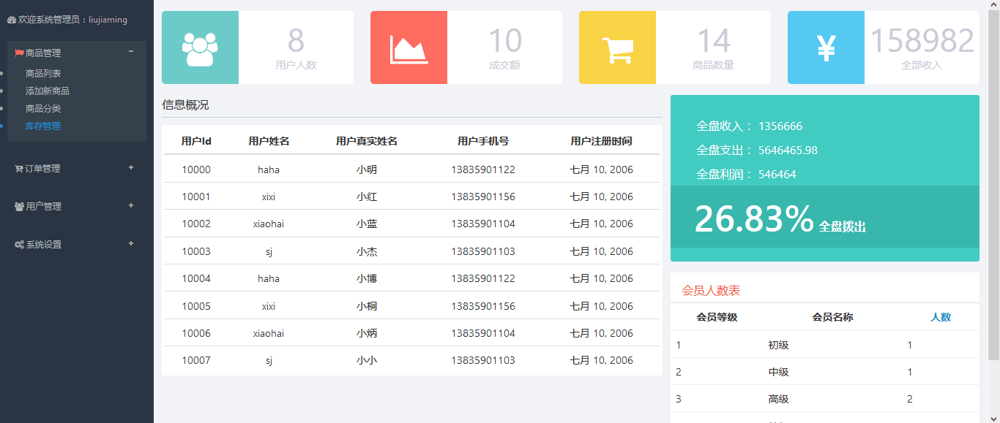 欢迎系统管理员：liujiaming
商品管理 −
商品列表
添加新商品
商品分类
库存管理
订单管理 +
用户管理 +
系统设置 +
8
用户人数
10
成交额
14
商品数量
¥
158982
全部收入
信息概况
用户Id 用户姓名 用户真实姓名 用户手机号 用户注册时间
10000 haha 小明 13835901122 七月 10, 2006
10001 xixi 小红 13835901156 七月 10, 2006
10002 xiaohai 小蓝 13835901104 七月 10, 2006
10003 sj 小杰 13835901103 七月 10, 2006
10004 haha 小博 13835901122 七月 10, 2006
10005 xixi 小桐 13835901156 七月 10, 2006
10006 xiaohai 小炳 13835901104 七月 10, 2006
10007 sj 小小 13835901103 七月 10, 2006
全盘收入： 1356666
全盘支出： 5646465.98
全盘利润： 546464
26.83% 全盘拨出
会员人数表
会员等级 会员名称 人数
1 初级 1
2 中级 1
3 高级 2